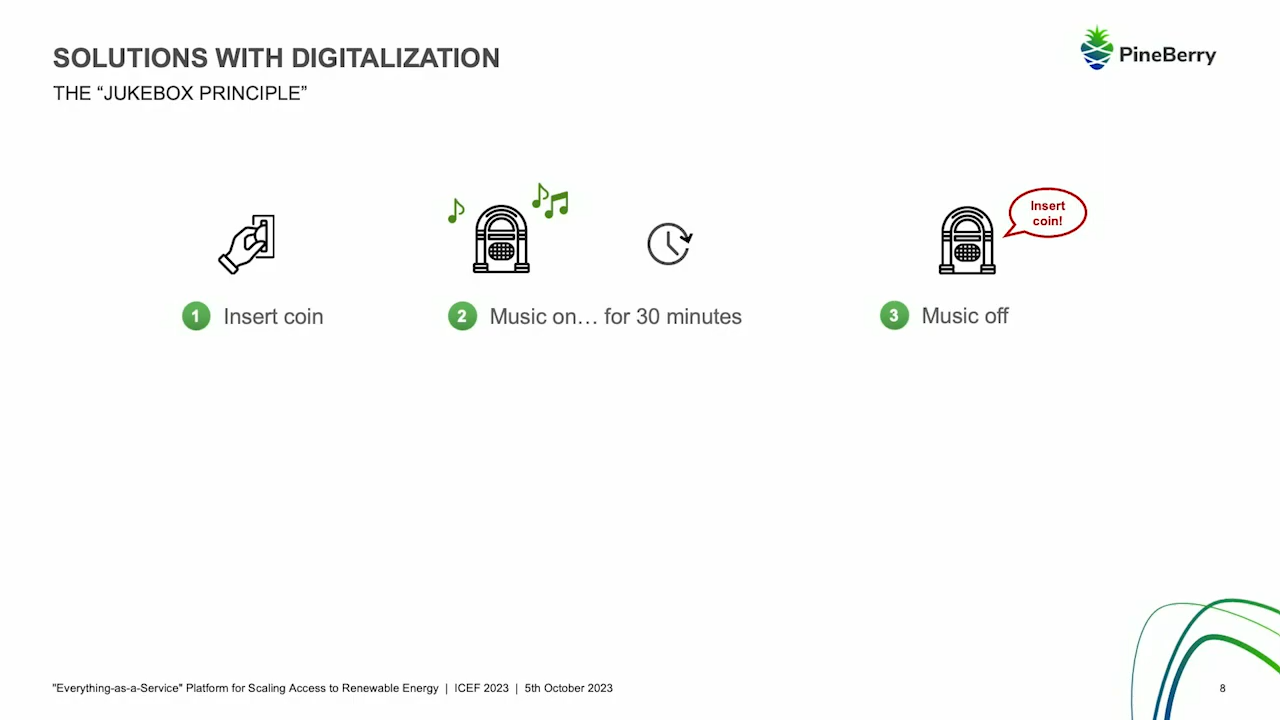 SOLUTIONS WITH DIGITALIZATION
THE “JUKEBOX PRINCIPLE”
PineBerry
Insert
coin!
1 Insert coin
2 Music on… for 30 minutes
3 Music off
"Everything-as-a-Service" Platform for Scaling Access to Renewable Energy | ICEF 2023 | 5th October 2023
8